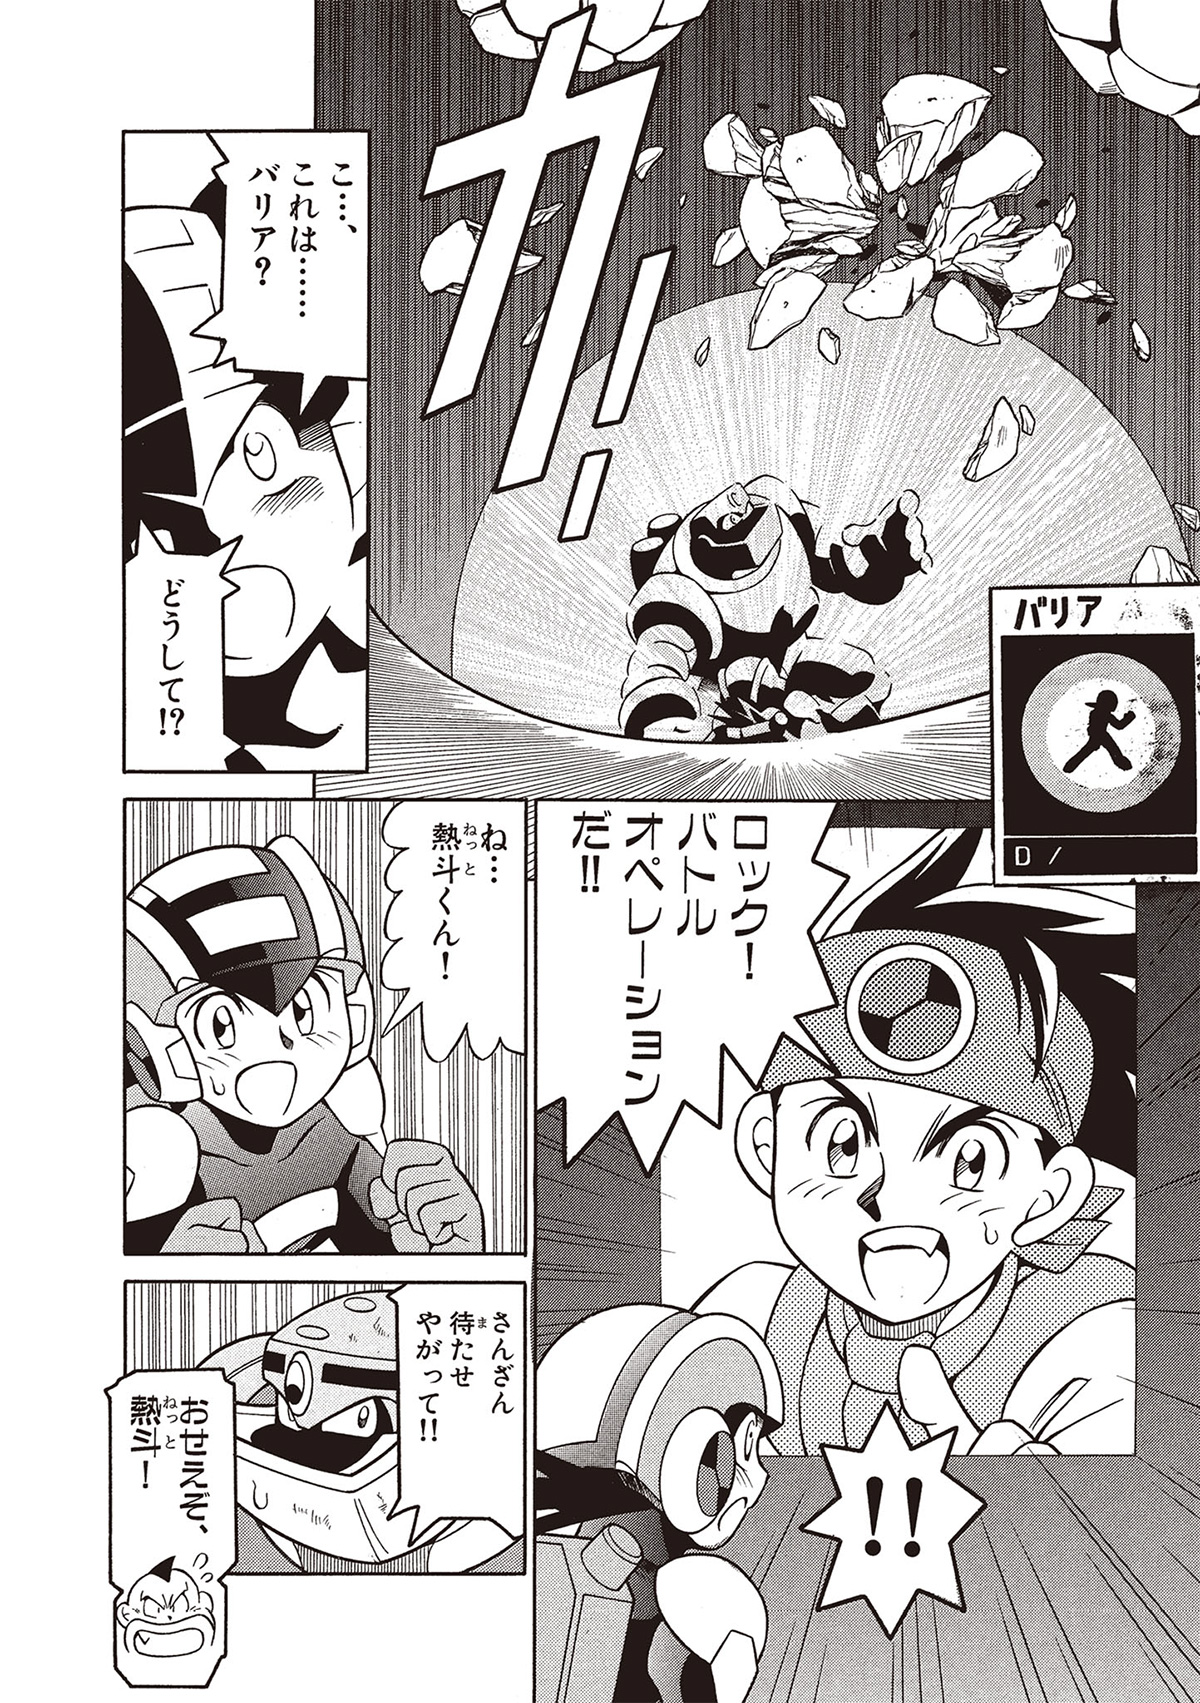 カ!!
バリア A
D /
こ…、
これは………
バリア?
どうして!?
ロック!
バトル
オペレーション
だ!!
!!
ね…
熱斗くん!
ねっと
さんざん
待たせ
ま
やがって!!
おせえぞ、
熱斗!
ねっと